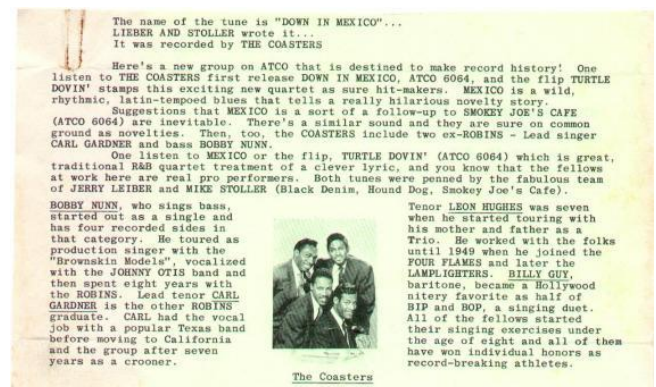 The name of the tune is "DOWN IN MEXICO"...
LIEBER AND STOLLER wrote it...
It was recorded by THE COASTERS
Here's a new group on ATCO that is destined to make record history! One
listen to THE COASTERS first release DOWN IN MEXICO, ATCO 6064, and the flip TURTLE
DOVIN' stamps this exciting new quartet as sure hit-makers. MEXICO is a wild,
rhythmic, latin-tempoed blues that tells a really hilarious novelty story.
Suggestions that MEXICO is a sort of a follow-up to SMOKEY JOE'S CAFE
(ATCO 6064) are inevitable. There's a similar sound and they are sure on common
ground as novelties. Then, too, the COASTERS include two ex-ROBINS - Lead singer
CARL GARDNER and bass BOBBY NUNN.
One listen to MEXICO or the flip, TURTLE DOVIN' (ATCO 6064) which is great,
traditional R&B quartet treatment of a clever lyric, and you know that the fellows
at work here are real pro performers. Both tunes were penned by the fabulous team
of JERRY LEIBER and MIKE STOLLER (Black Denim, Hound Dog, Smokey Joe's Cafe).
BOBBY NUNN, who sings bass,
started out as a single and
has four recorded sides in
that category. He toured as
production singer with the
"Brownskin Models", vocalized
with the JOHNNY OTIS band and
then spent eight years with
the ROBINS. Lead tenor CARL
GARDNER is the other ROBINS
graduate. CARL had the vocal
job with a popular Texas band
before moving to California
and the group after seven
years as a crooner.
The Coasters
Tenor LEON HUGHES was seven
when he started touring with
his mother and father as a
Trio. He worked with the folks
until 1949 when he joined the
FOUR FLAMES and later the
LAMPLIGHTERS. BILLY GUY,
baritone, became a Hollywood
nitery favorite as half of
BIP and BOP, a singing duet.
All of the fellows started
their singing exercises under
the age of eight and all of them
have won individual honors as
record-breaking athletes.